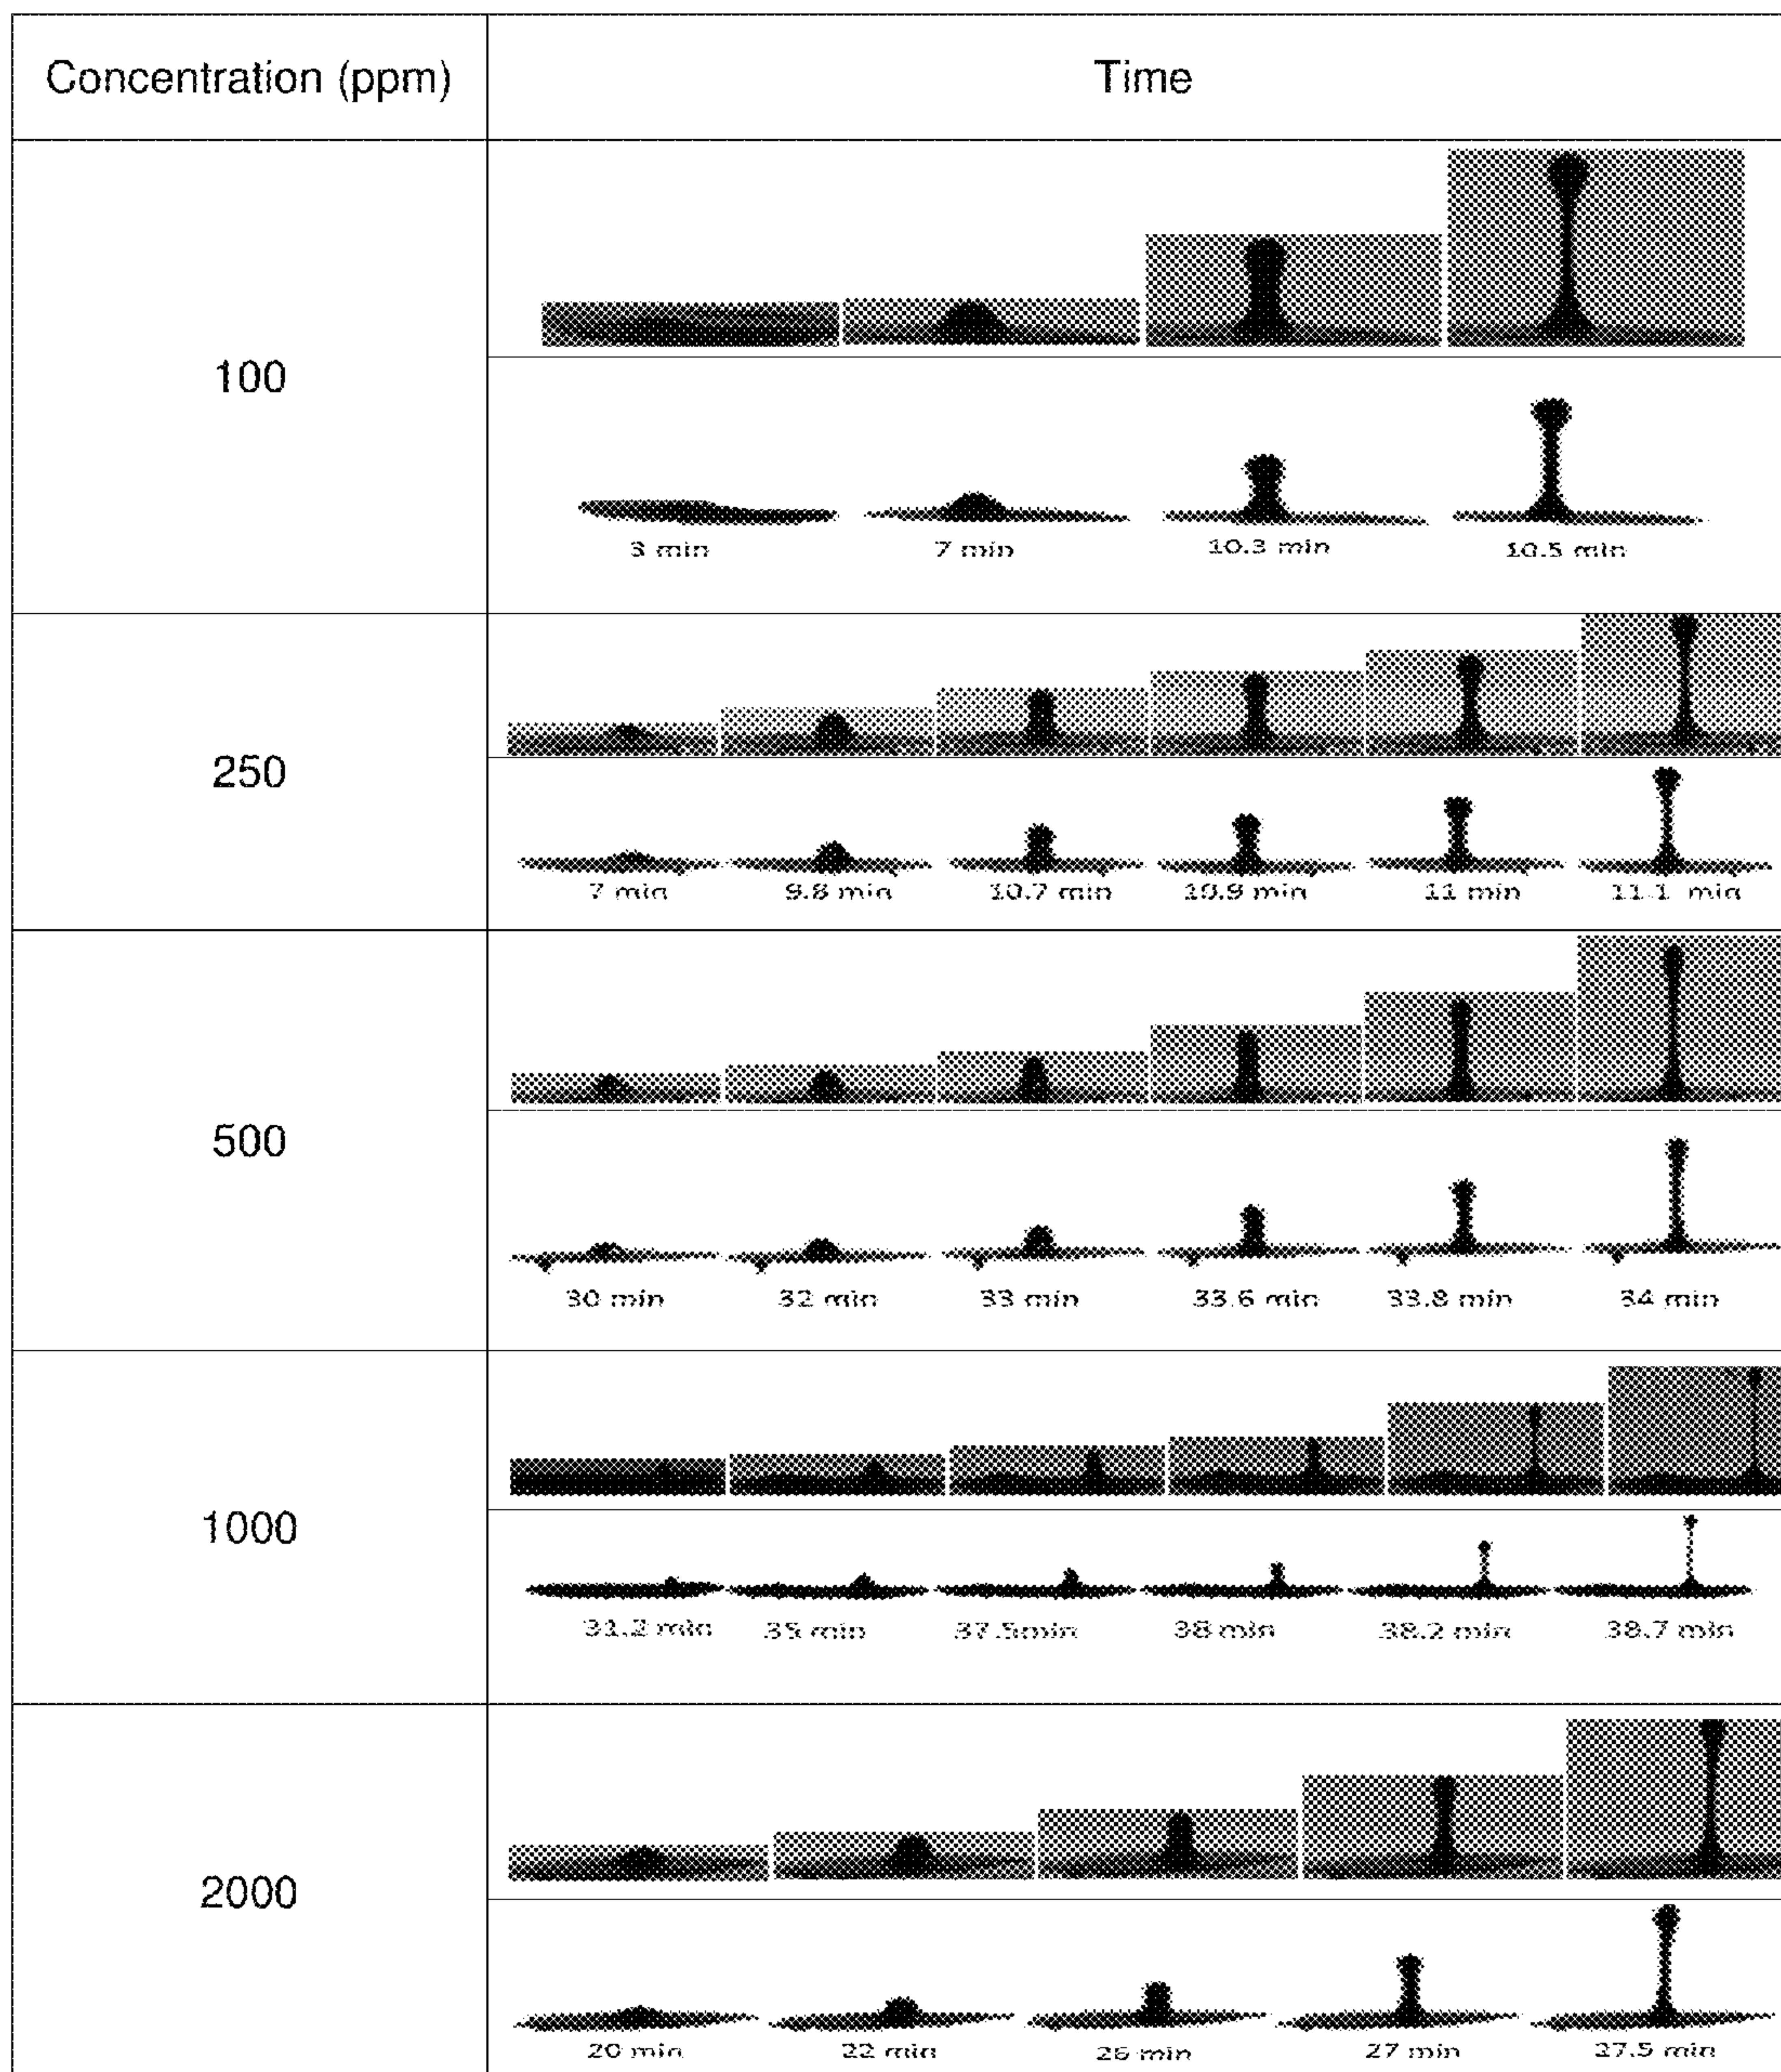 Concentration (ppm) Time
100
3 min 7 min 10.3 min 10.5 min
250
7 min 9.8 min 10.7 min 10.9 min 11 min 11.1 min
500
30 min 32 min 33 min 33.6 min 33.8 min 34 min
1000
31.2 min 35 min 37.5min 38 min 38.2 min 38.7 min
2000
20 min 22 min 26 min 27 min 27.5 min